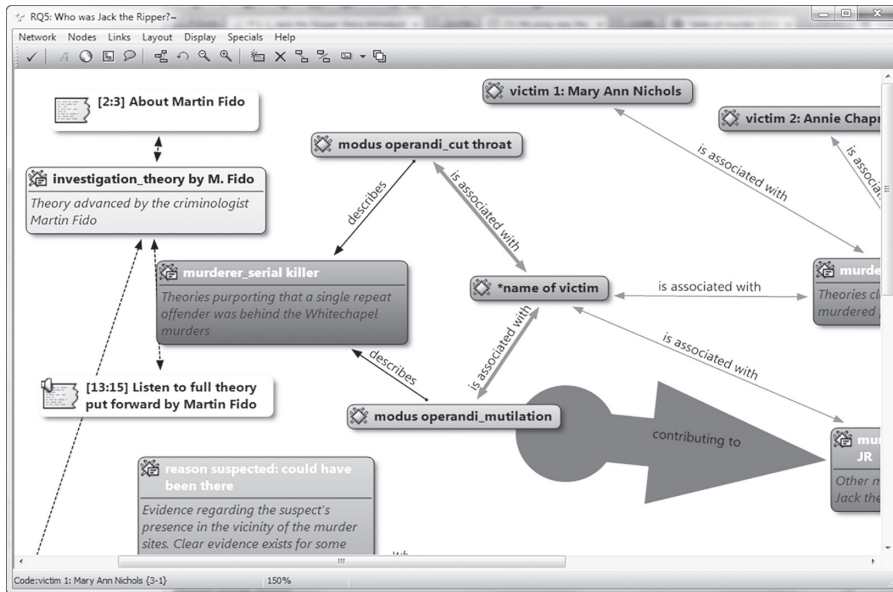 RQ5: Who was Jack the Ripper?~
Network Nodes Links Layout Display Specials Help
[2:3] About Martin Fido
investigation_theory by M. Fido
Theory advanced by the criminologist
Martin Fido
murderer_serial killer
Theories purporting that a single repeat
offender was behind the Whitechapel
murders
[13:15] Listen to full theory
put forward by Martin Fido
reason suspected: could have
been there
Evidence regarding the suspect's
presence in the vicinity of the murder
sites. Clear evidence exists for some
modus operandi_cut throat
describes
is associated with
*name of victim
is associated with
describes
modus operandi_mutilation
victim 1: Mary Ann Nichols
is associated with
victim 2: Annie Chapr
is associat
is associated with
is associated with
murde
Theories cl
murdered
contributing to
mur
JR
Other m
Jack the
Code:victim 1: Mary Ann Nichols {3-1}
150%